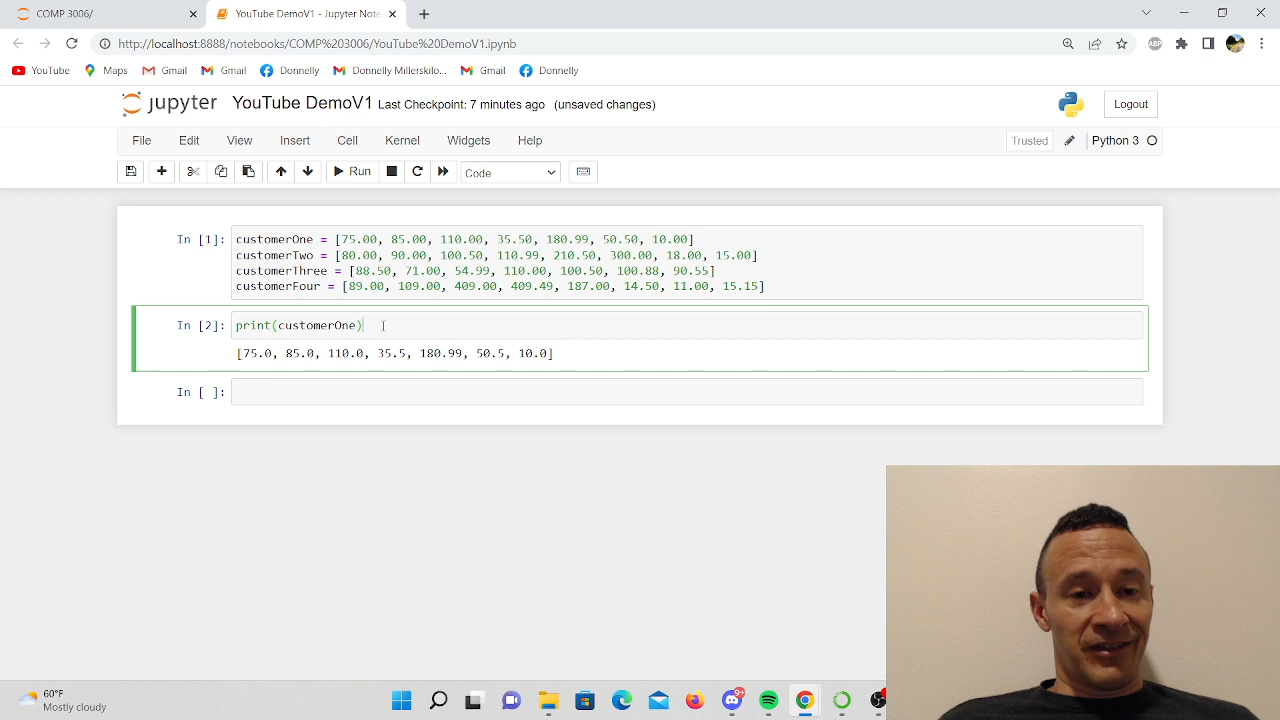 COMP 3006/
YouTube DemoV1 - Jupyter Note
http://localhost:8888/notebooks/COMP%203006/YouTube%20DemoV1.ipynb
ABP
YouTube Maps Gmail Gmail Donnelly Donnelly Millerskilo... Gmail Donnelly
jupyter YouTube DemoV1 Last Checkpoint: 7 minutes ago (unsaved changes) Logout
File Edit View Insert Cell Kernel Widgets Help Trusted Python 3
Run Code
In [1]: customerOne = [75.00, 85.00, 110.00, 35.50, 180.99, 50.50, 10.00]
customerTwo = [80.00, 90.00, 100.50, 110.99, 210.50, 300.00, 18.00, 15.00]
customerThree = [88.50, 71.00, 54.99, 110.00, 100.50, 100.88, 90.55]
customerFour = [89.00, 109.00, 409.00, 409.49, 187.00, 14.50, 11.00, 15.15]
In [2]: print(customerOne)
[75.0, 85.0, 110.0, 35.5, 180.99, 50.5, 10.0]
In [ ]:
60°F
Mostly cloudy
9+